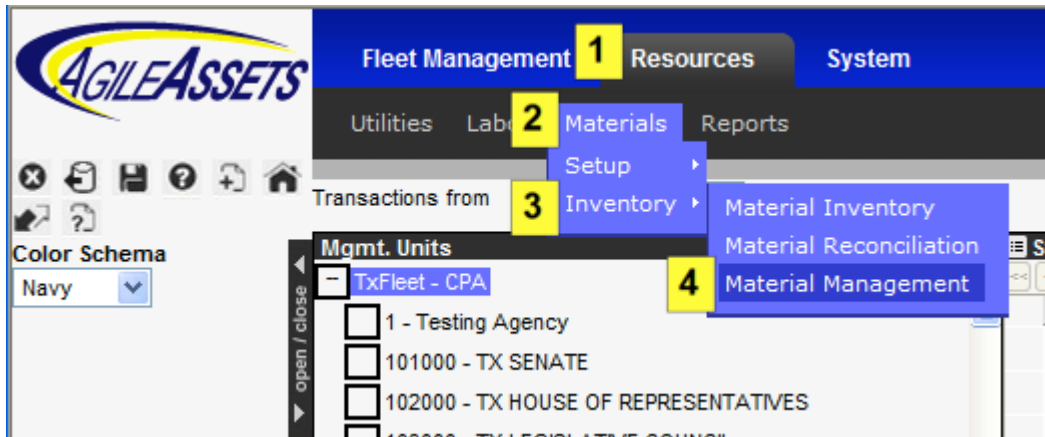 AGILEASSETS
Fleet Management 1 Resources System
Utilities 2 Materials Reports
Setup
Transactions from 3 Inventory Material Inventory
Material Reconciliation
4 Material Management
Color Schema
Navy
open / close
Mgmt. Units
TxFleet - CPA
1 - Testing Agency
101000 - TX SENATE
102000 - TX HOUSE OF REPRESENTATIVES